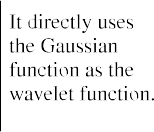 It directly uses
the Gaussian
function as the
wavelet function.